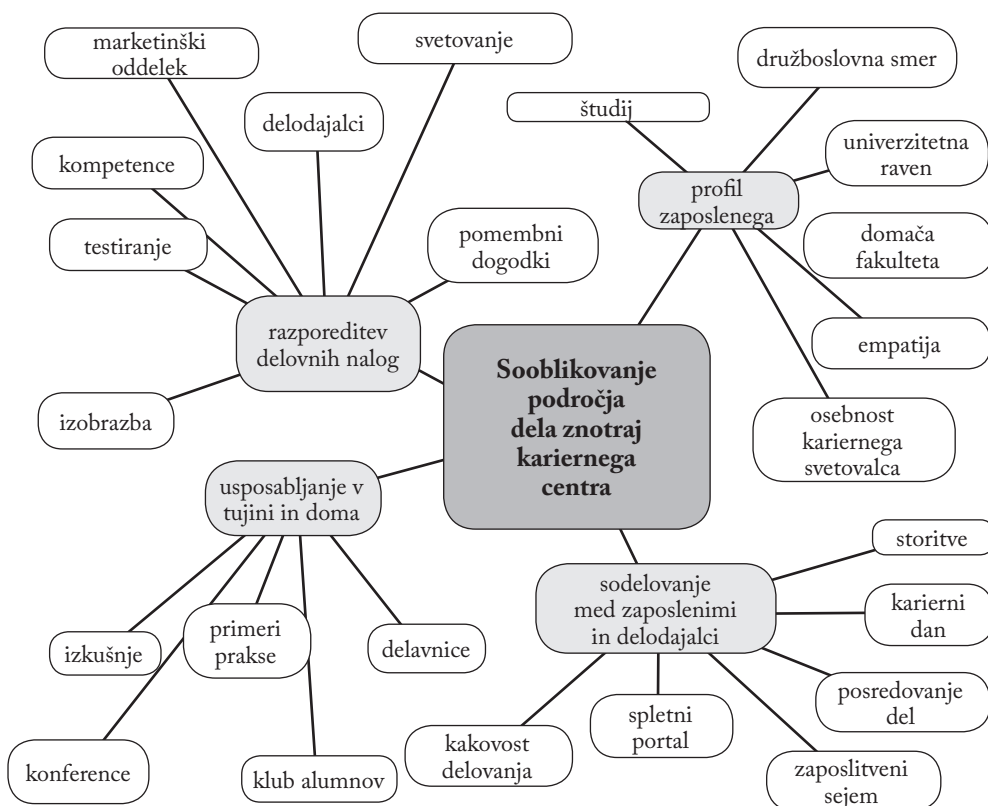 marketinški
oddelek
svetovanje
delodajalci
kompetence
testiranje
pomembni
dogodki
razporeditev
delovnih nalog
izobrazba
družboslovna smer
študij
univerzitetna
raven
profil
zaposlenega
domača
fakulteta
empatija
osebnost
kariernega
svetovalca
Sooblikovanje
področja
dela znotraj
kariernega
centra
usposabljanje v
tujini in doma
izkušnje
primeri
prakse
delavnice
konference
klub alumnov
sodelovanje
med zaposlenimi
in delodajalci
storitve
karierni
dan
posredovanje
del
zaposlitveni
sejem
spletni
portal
kakovost
delovanja